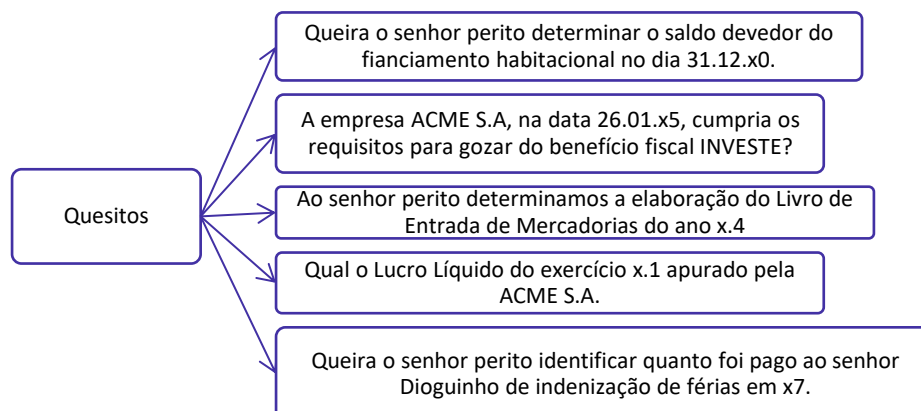 Queira o senhor perito determinar o saldo devedor do
fianciamento habitacional no dia 31.12.x0.
A empresa ACME S.A, na data 26.01.x5, cumpria os
requisitos para gozar do benefício fiscal INVESTE?
Quesitos
Ao senhor perito determinamos a elaboração do Livro de
Entrada de Mercadorias do ano x.4
Qual o Lucro Líquido do exercício x.1 apurado pela
ACME S.A.
Queira o senhor perito identificar quanto foi pago ao senhor
Dioguinho de indenização de férias em x7.